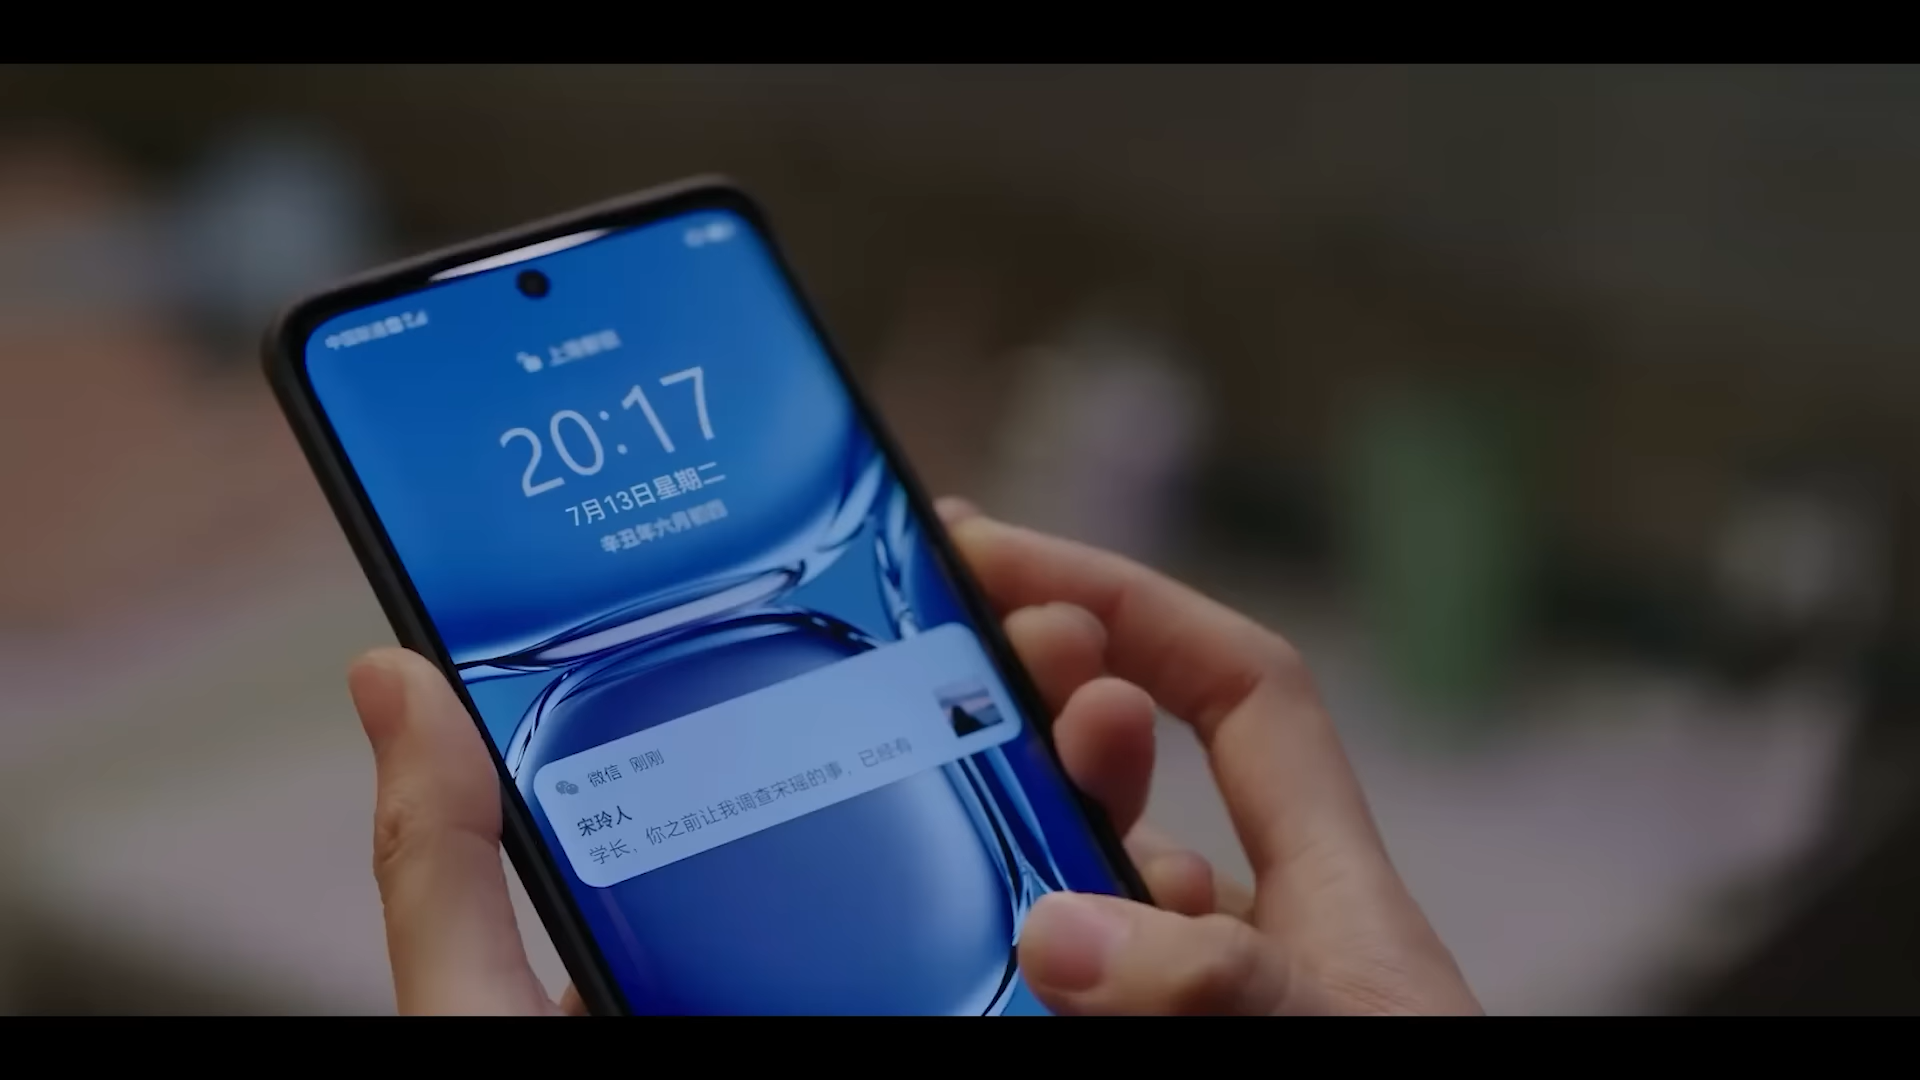 20:17
7月13日星期二
辛丑年六月初四
微信 刚刚
宋玲人
学长，你之前让我调查宋瑶的事，已经有